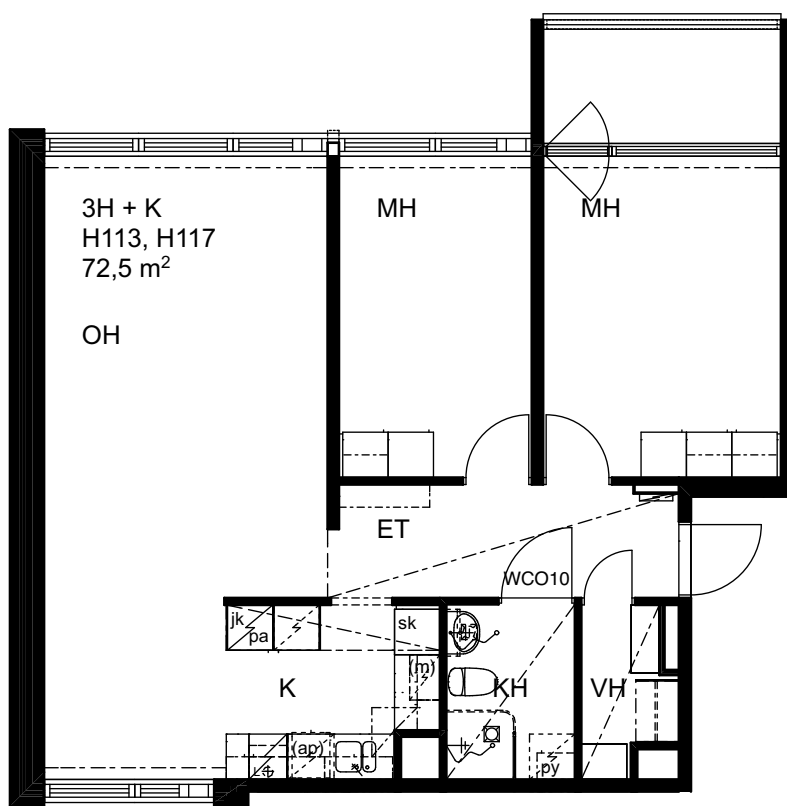 3H + K
H113, H117
72,5 m²
OH
MH
MH
ET
WCO10
jk
pa
sk
(m)
K
KH
VH
(ap)
py